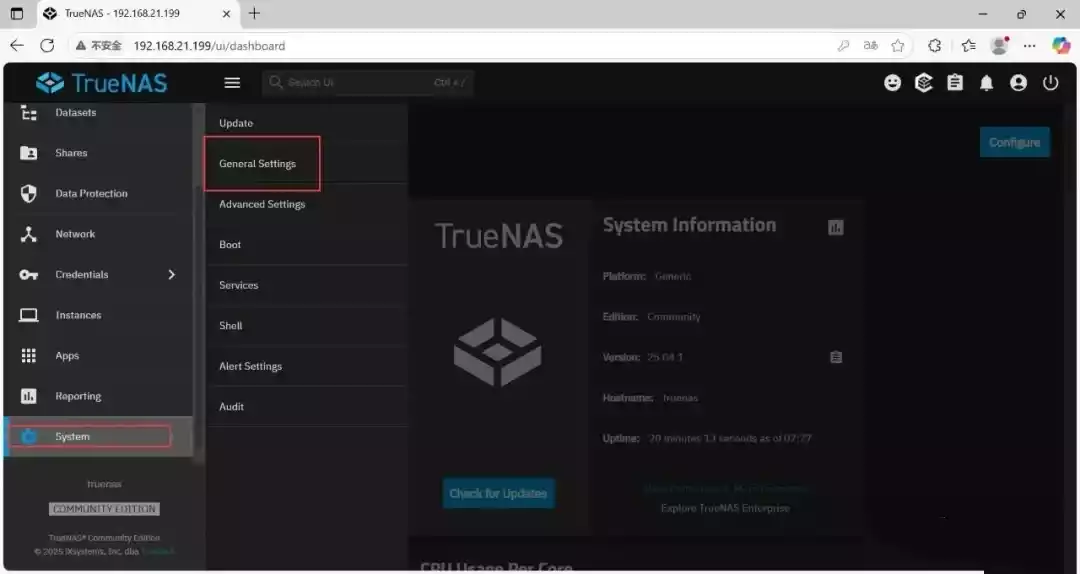 TrueNAS - 192.168.21.199
不安全 192.168.21.199/ui/dashboard
TrueNAS
Search UI Ctrl + /
Datasets
Shares
Data Protection
Network
Credentials
Instances
Apps
Reporting
System
truenas
COMMUNITY EDITION
TrueNAS® Community Edition
© 2025 iXsystems, Inc. dba TrueNAS
Update
General Settings
Advanced Settings
Boot
Services
Shell
Alert Settings
Audit
Configure
TrueNAS
Check for Updates
System Information
Platform: Generic
Edition: Community
Version: 25.04.1
Hostname: truenas
Uptime: 20 minutes 13 seconds as of 07:27
Explore TrueNAS Enterprise
CPU Usage Per Core